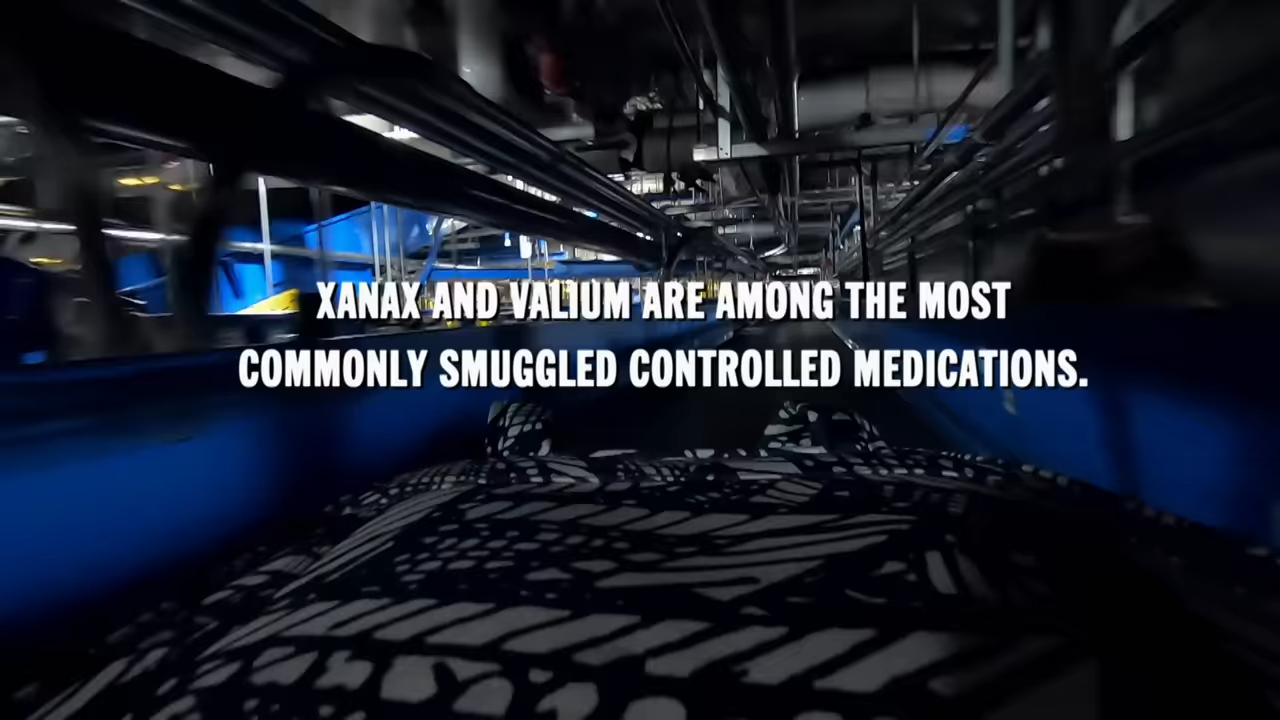 XANAX AND VALIUM ARE AMONG THE MOST
COMMONLY SMUGGLED CONTROLLED MEDICATIONS.